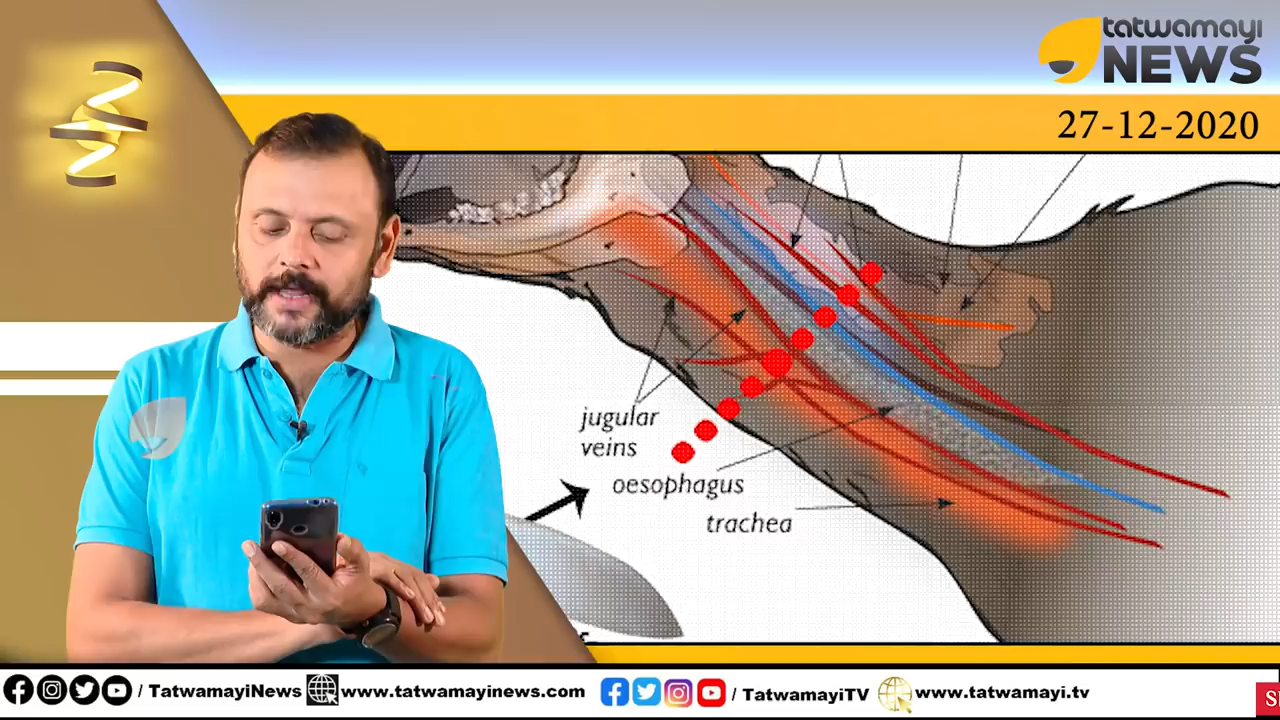 tatwamayi
NEWS
27-12-2020
jugular
veins
oesophagus
trachea
/ TatwamayiNews
www.tatwamayinews.com
/ TatwamayiTV
www.tatwamayi.tv